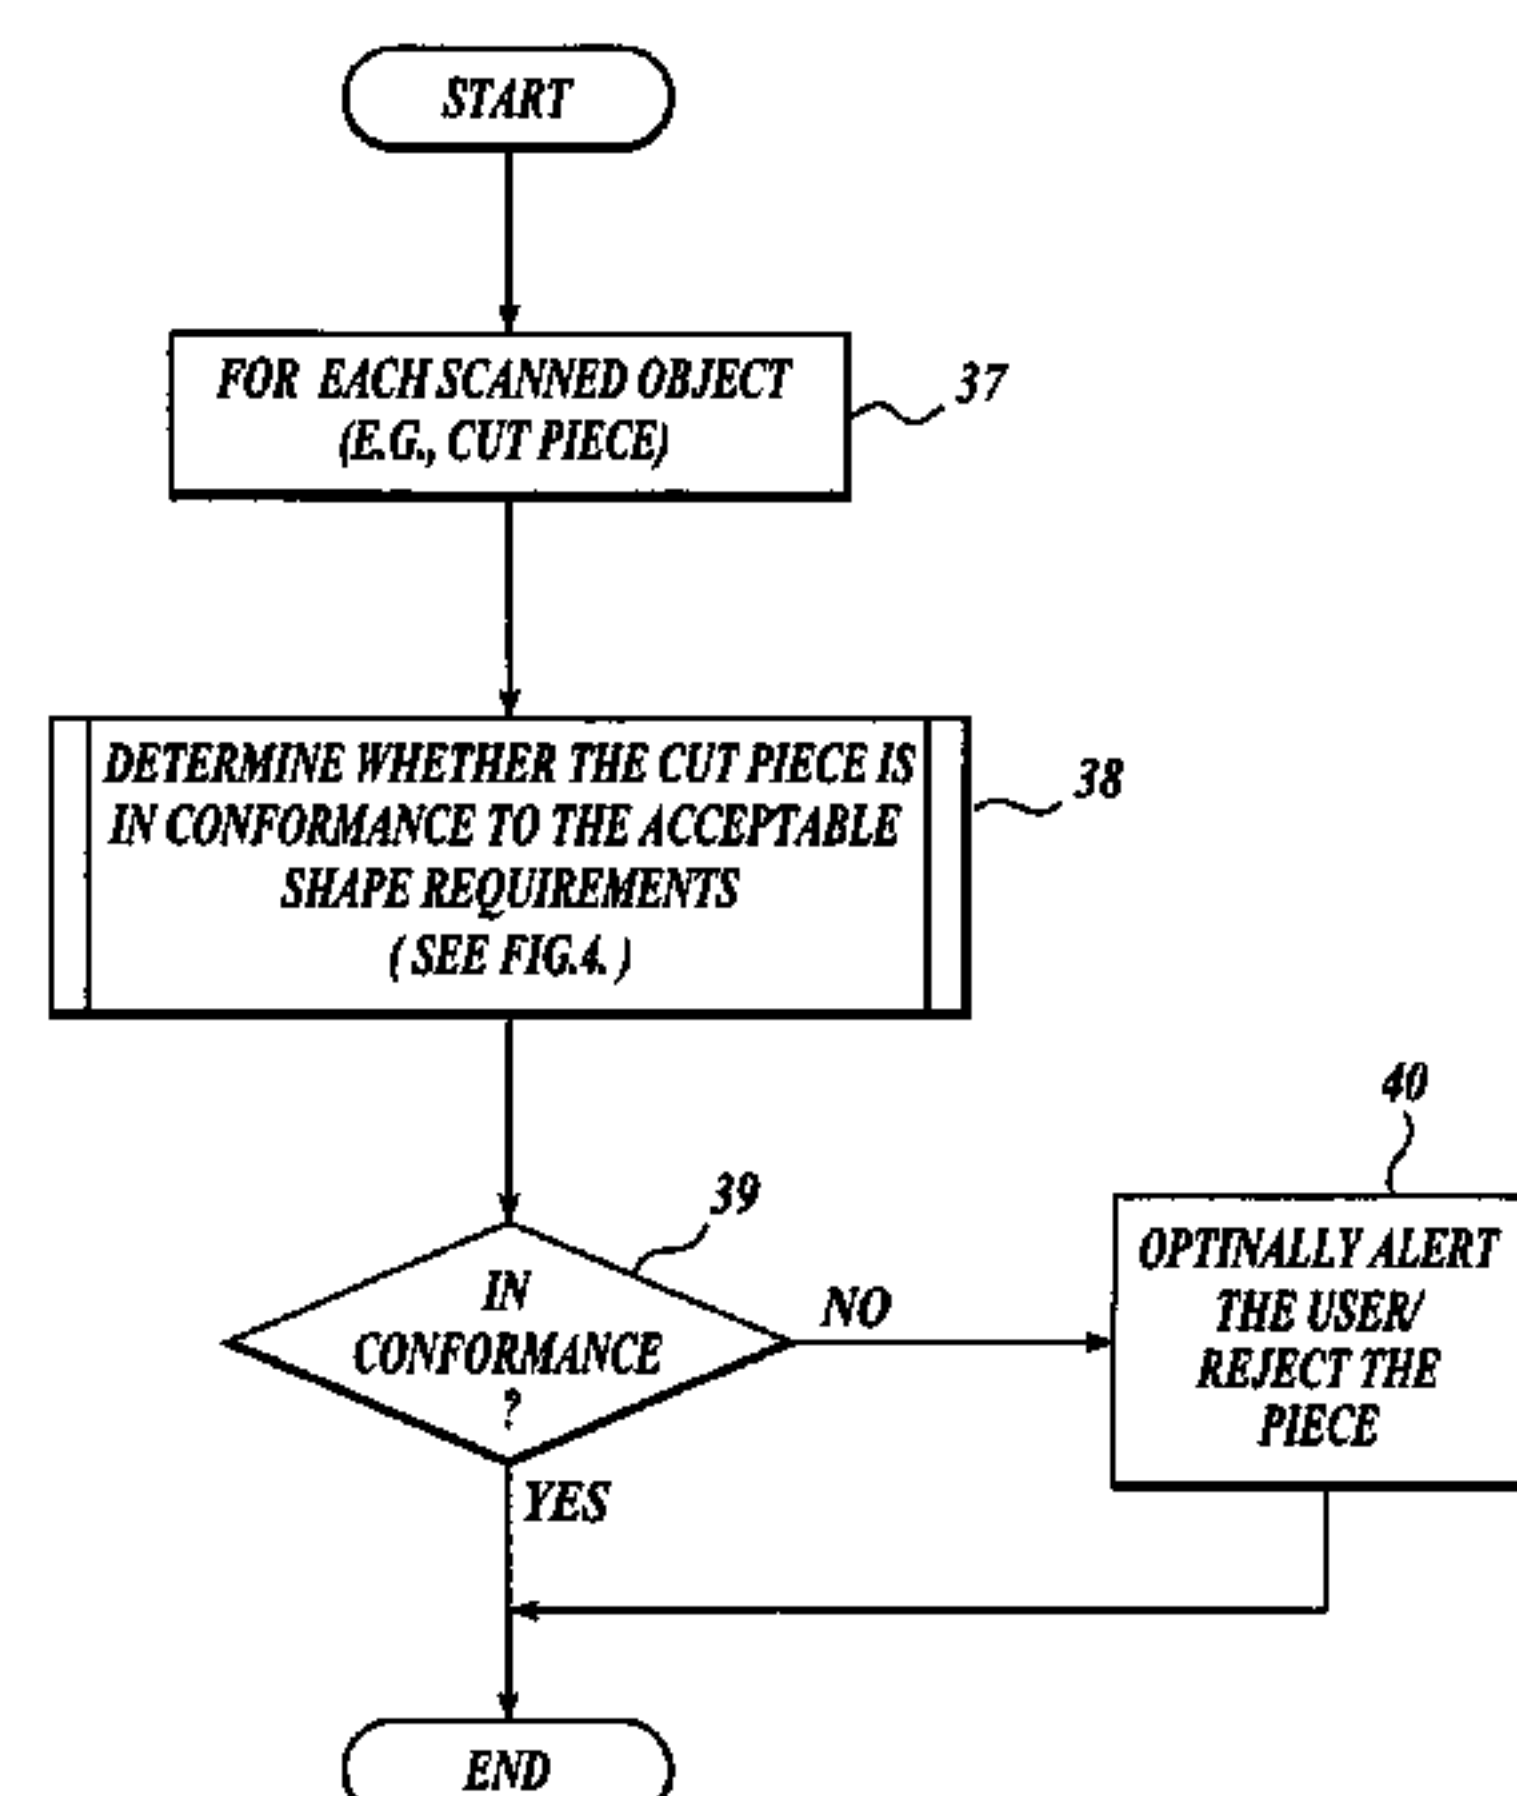 START
FOR EACH SCANNED OBJECT
(E.G., CUT PIECE)
37
DETERMINE WHETHER THE CUT PIECE IS
IN CONFORMANCE TO THE ACCEPTABLE
SHAPE REQUIREMENTS
( SEE FIG.4. )
38
39
IN
CONFORMANCE
?
NO
40
OPTINALLY ALERT
THE USER/
REJECT THE
PIECE
YES
END